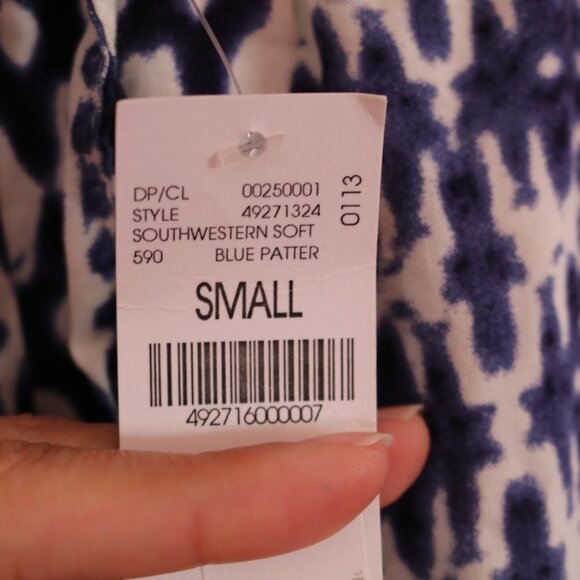 DP/CL 00250001
STYLE 49271324
SOUTHWESTERN SOFT
590 BLUE PATTER
0113
SMALL
492716000007